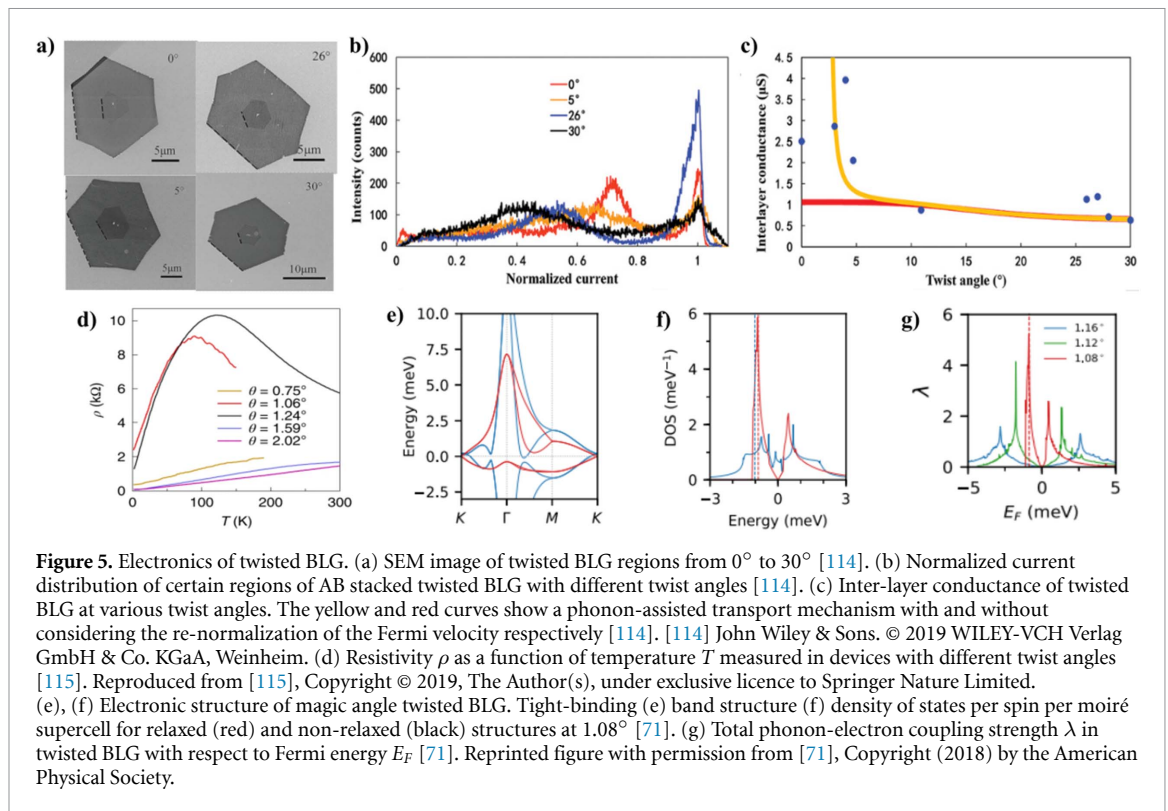 a)
0°
26°
5μm
5μm
5°
30°
5μm
10μm
b)
600
500
400
300
200
100
0
0
0.2
0.4
0.6
0.8
1
Intensity (counts)
Normalized current
0°
5°
26°
30°
c)
4.5
4
3.5
3
2.5
2
1.5
1
0.5
0
0
5
10
15
20
25
30
Interlayer conductance (μS)
Twist angle (°)
d)
10
8
6
4
2
0
0
100
200
300
ρ (kΩ)
T (K)
θ = 0.75°
θ = 1.06°
θ = 1.24°
θ = 1.59°
θ = 2.02°
e)
10.0
7.5
5.0
2.5
0.0
−2.5
Energy (meV)
K Γ M K
f)
6
4
2
0
−3
0
3
DOS (meV⁻¹)
Energy (meV)
g)
6
4
2
0
−5
0
5
λ
E_F (meV)
1.16°
1.12°
1.08°
Figure 5. Electronics of twisted BLG. (a) SEM image of twisted BLG regions from 0° to 30° [114]. (b) Normalized current
distribution of certain regions of AB stacked twisted BLG with different twist angles [114]. (c) Inter-layer conductance of twisted
BLG at various twist angles. The yellow and red curves show a phonon-assisted transport mechanism with and without
considering the re-normalization of the Fermi velocity respectively [114]. [114] John Wiley & Sons. © 2019 WILEY-VCH Verlag
GmbH & Co. KGaA, Weinheim. (d) Resistivity ρ as a function of temperature T measured in devices with different twist angles
[115]. Reproduced from [115], Copyright © 2019, The Author(s), under exclusive licence to Springer Nature Limited.
(e), (f) Electronic structure of magic angle twisted BLG. Tight-binding (e) band structure (f) density of states per spin per moiré
supercell for relaxed (red) and non-relaxed (black) structures at 1.08° [71]. (g) Total phonon-electron coupling strength λ in
twisted BLG with respect to Fermi energy E_F [71]. Reprinted figure with permission from [71], Copyright (2018) by the American
Physical Society.